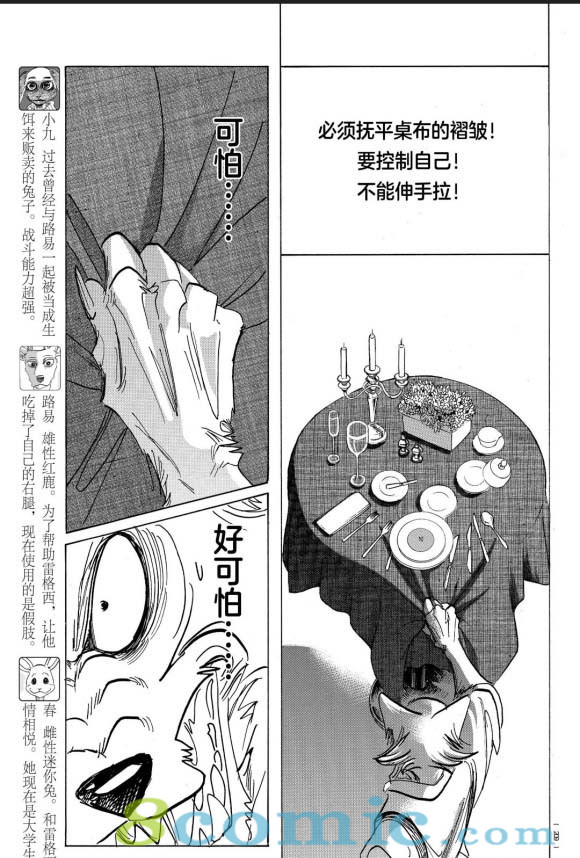 必须抚平桌布的褶皱！
要控制自己！
不能伸手拉！
可怕……
好可怕……
小九 过去曾经与路易一起被当成生
饵来贩卖的兔子。战斗能力超强。
路易 雄性红鹿。为了帮助雷格西，让他
吃掉了自己的右腿，现在使用的是假肢。
春 雌性迷你兔。和雷格
情相悦。她现在是大学生
8comic.com